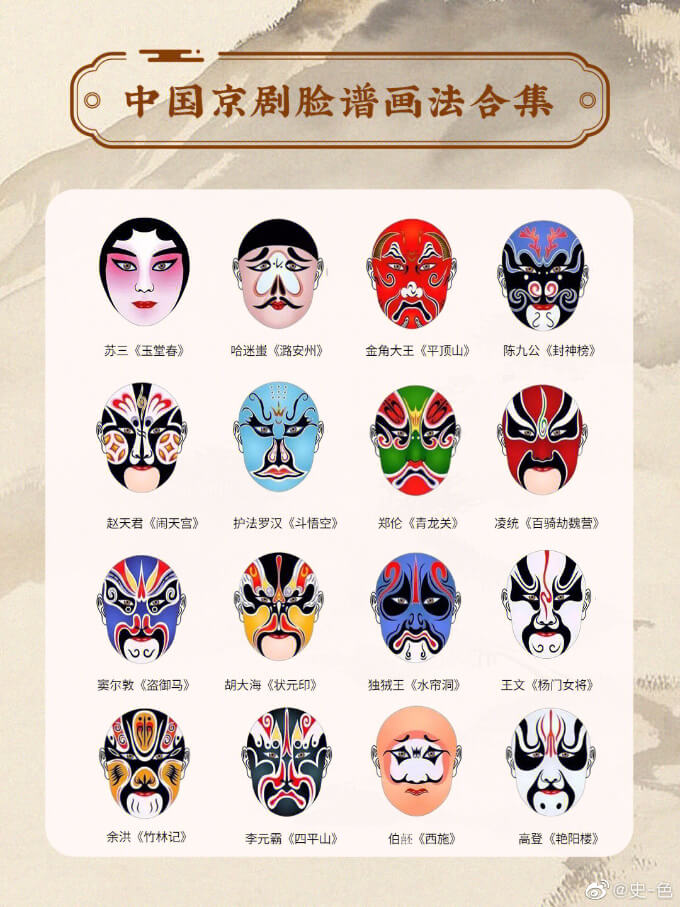 中国京剧脸谱画法合集
苏三《玉堂春》
哈迷蚩《潞安州》
金角大王《平顶山》
陈九公《封神榜》
赵天君《闹天宫》
护法罗汉《斗悟空》
郑伦《青龙关》
凌统《百骑劫魏营》
窦尔敦《盗御马》
胡大海《状元印》
独狨王《水帘洞》
王文《杨门女将》
余洪《竹林记》
李元霸《四平山》
伯嚭《西施》
高登《艳阳楼》
@史-色